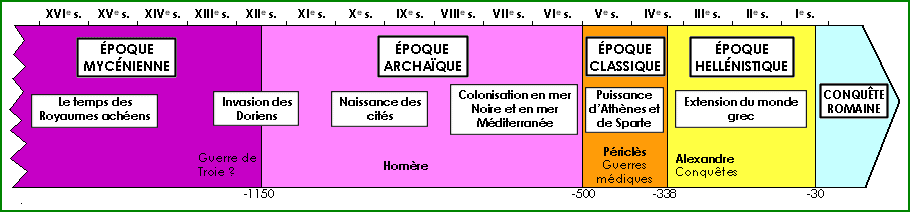 XVIe s. XVe s. XIVe s. XIIIe s. XIIe s. XIe s. Xe s. IXe s. VIIIe s. VIIe s. VIe s. Ve s. IVe s. IIIe s. IIe s. Ie s.
ÉPOQUE
MYCÉNIENNE
ÉPOQUE
ARCHAÏQUE
ÉPOQUE
CLASSIQUE
ÉPOQUE
HELLÉNISTIQUE
CONQUÊTE
ROMAINE
Le temps des
Royaumes achéens
Invasion des
Doriens
Naissance des
cités
Colonisation en mer
Noire et en mer
Méditerranée
Puissance
d'Athènes et
de Sparte
Extension du monde
grec
Guerre de
Troie ?
Homère
Périclès
Guerres
médiques
Alexandre
Conquêtes
-1150
-500
-338
-30